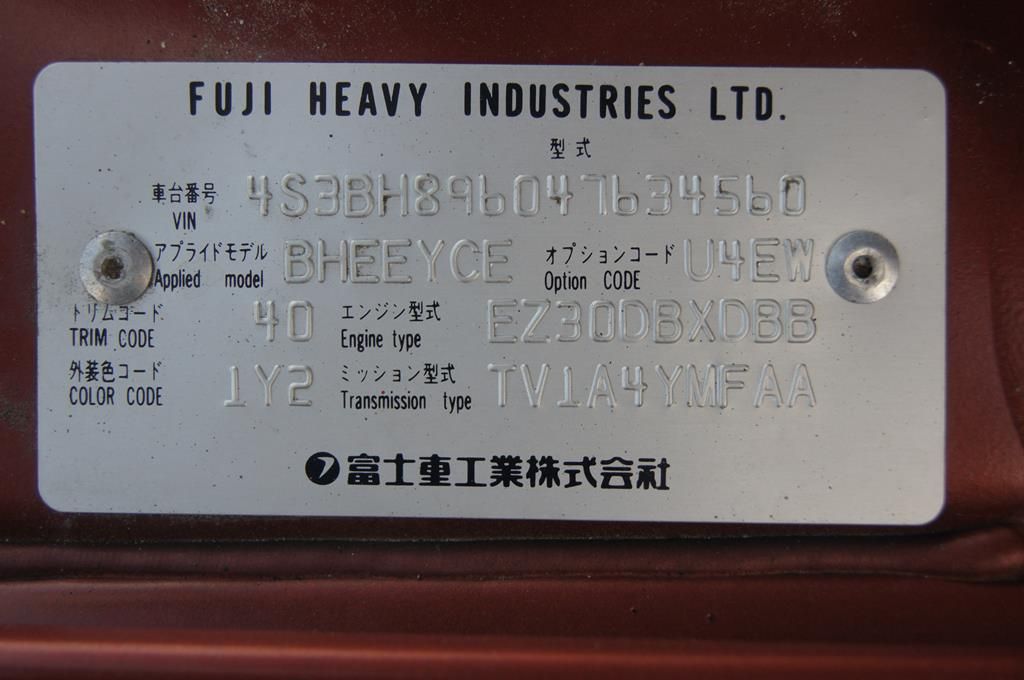 FUJI HEAVY INDUSTRIES LTD.
型式
車台番号 VIN 4S3BH896047634560
アプライドモデル Applied model BHEEYCE オプションコード Option CODE U4EW
トリムコード TRIM CODE 40 エンジン型式 Engine type EZ30DBXDBB
外装色コード COLOR CODE 1Y2 ミッション型式 Transmission type TV1A4YMFAA
富士重工業株式会社